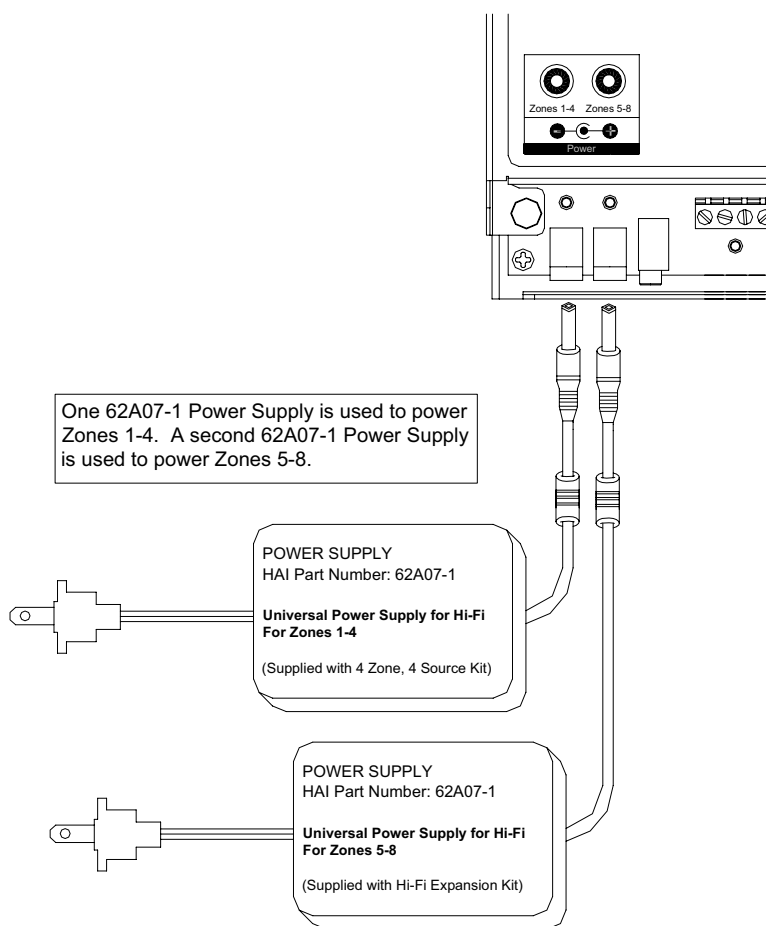 Zones 1-4 Zones 5-8
Power
One 62A07-1 Power Supply is used to power
Zones 1-4. A second 62A07-1 Power Supply
is used to power Zones 5-8.
POWER SUPPLY
HAI Part Number: 62A07-1
Universal Power Supply for Hi-Fi
For Zones 1-4
(Supplied with 4 Zone, 4 Source Kit)
POWER SUPPLY
HAI Part Number: 62A07-1
Universal Power Supply for Hi-Fi
For Zones 5-8
(Supplied with Hi-Fi Expansion Kit)